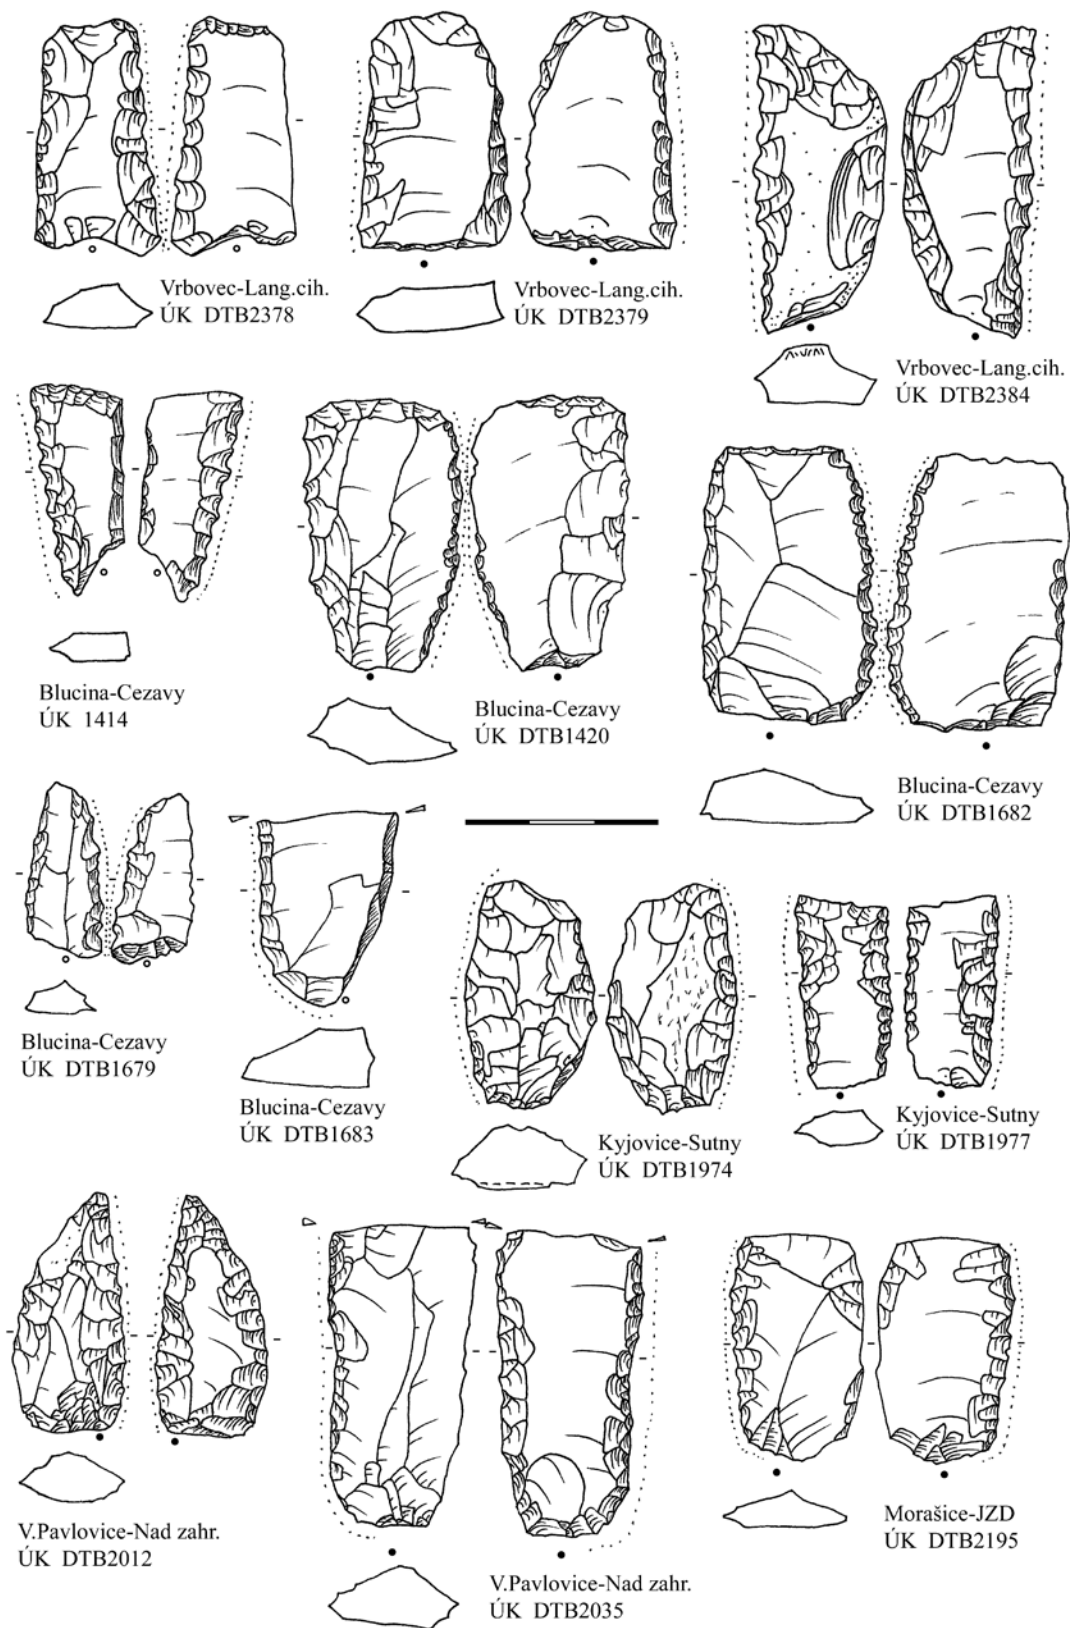 Vrbovec-Lang.cih.
ÚK DTB2378
Vrbovec-Lang.cih.
ÚK DTB2379
Vrbovec-Lang.cih.
ÚK DTB2384
Blucina-Cezavy
ÚK 1414
Blucina-Cezavy
ÚK DTB1420
Blucina-Cezavy
ÚK DTB1682
Blucina-Cezavy
ÚK DTB1679
Blucina-Cezavy
ÚK DTB1683
Kyjovice-Sutny
ÚK DTB1974
Kyjovice-Sutny
ÚK DTB1977
V.Pavlovice-Nad zahr.
ÚK DTB2012
V.Pavlovice-Nad zahr.
ÚK DTB2035
Morašice-JZD
ÚK DTB2195